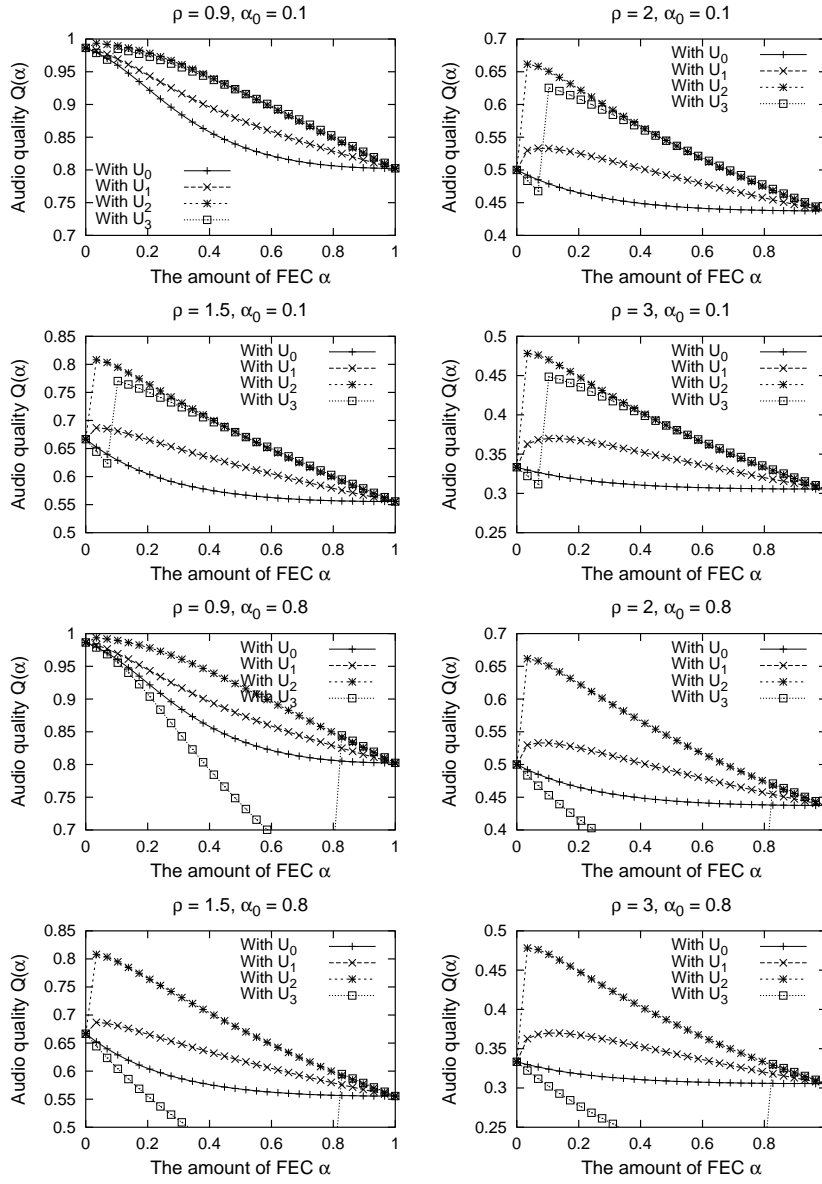 ρ = 0.9, α0 = 0.1
Audio quality Q(α)
1
0.95
0.9
0.85
0.8
0.75
0.7
With U0
With U1
With U2
With U3
0 0.2 0.4 0.6 0.8 1
The amount of FEC α
ρ = 2, α0 = 0.1
Audio quality Q(α)
0.7
0.65
0.6
0.55
0.5
0.45
0.4
With U0
With U1
With U2
With U3
0 0.2 0.4 0.6 0.8
The amount of FEC α
ρ = 1.5, α0 = 0.1
Audio quality Q(α)
0.85
0.8
0.75
0.7
0.65
0.6
0.55
0.5
With U0
With U1
With U2
With U3
0 0.2 0.4 0.6 0.8 1
The amount of FEC α
ρ = 3, α0 = 0.1
Audio quality Q(α)
0.5
0.45
0.4
0.35
0.3
0.25
With U0
With U1
With U2
With U3
0 0.2 0.4 0.6 0.8
The amount of FEC α
ρ = 0.9, α0 = 0.8
Audio quality Q(α)
1
0.95
0.9
0.85
0.8
0.75
0.7
With U0
With U1
With U2
With U3
0 0.2 0.4 0.6 0.8 1
The amount of FEC α
ρ = 2, α0 = 0.8
Audio quality Q(α)
0.7
0.65
0.6
0.55
0.5
0.45
0.4
With U0
With U1
With U2
With U3
0 0.2 0.4 0.6 0.8
The amount of FEC α
ρ = 1.5, α0 = 0.8
Audio quality Q(α)
0.85
0.8
0.75
0.7
0.65
0.6
0.55
0.5
With U0
With U1
With U2
With U3
0 0.2 0.4 0.6 0.8 1
The amount of FEC α
ρ = 3, α0 = 0.8
Audio quality Q(α)
0.5
0.45
0.4
0.35
0.3
0.25
With U0
With U1
With U2
With U3
0 0.2 0.4 0.6 0.8
The amount of FEC α